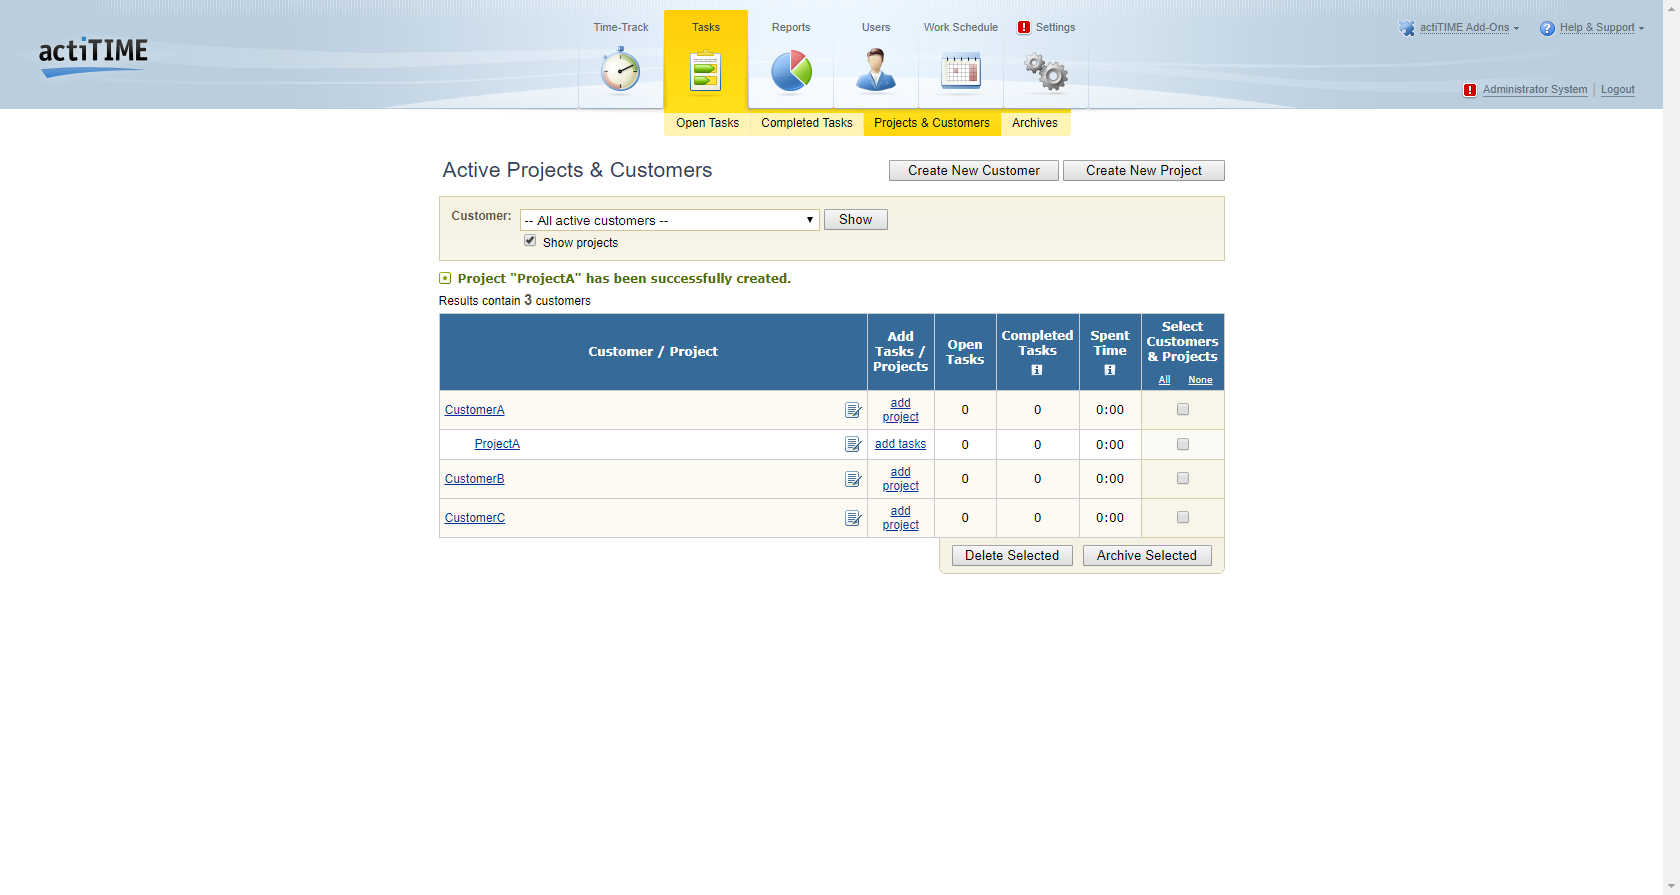 actiTIME
Time-Track
Tasks
Reports
Users
Work Schedule
Settings
actiTIME Add-Ons
Help & Support
Administrator System
Logout
Open Tasks
Completed Tasks
Projects & Customers
Archives
Active Projects & Customers
Create New Customer
Create New Project
Customer:
-- All active customers --
Show
Show projects
Project "ProjectA" has been successfully created.
Results contain 3 customers
Customer / Project
Add
Tasks /
Projects
Open
Tasks
Completed
Tasks
Spent
Time
Select
Customers
& Projects
All None
CustomerA
add
project
0 0 0:00
ProjectA add tasks 0 0 0:00
CustomerB
add
project
0 0 0:00
CustomerC
add
project
0 0 0:00
Delete Selected
Archive Selected